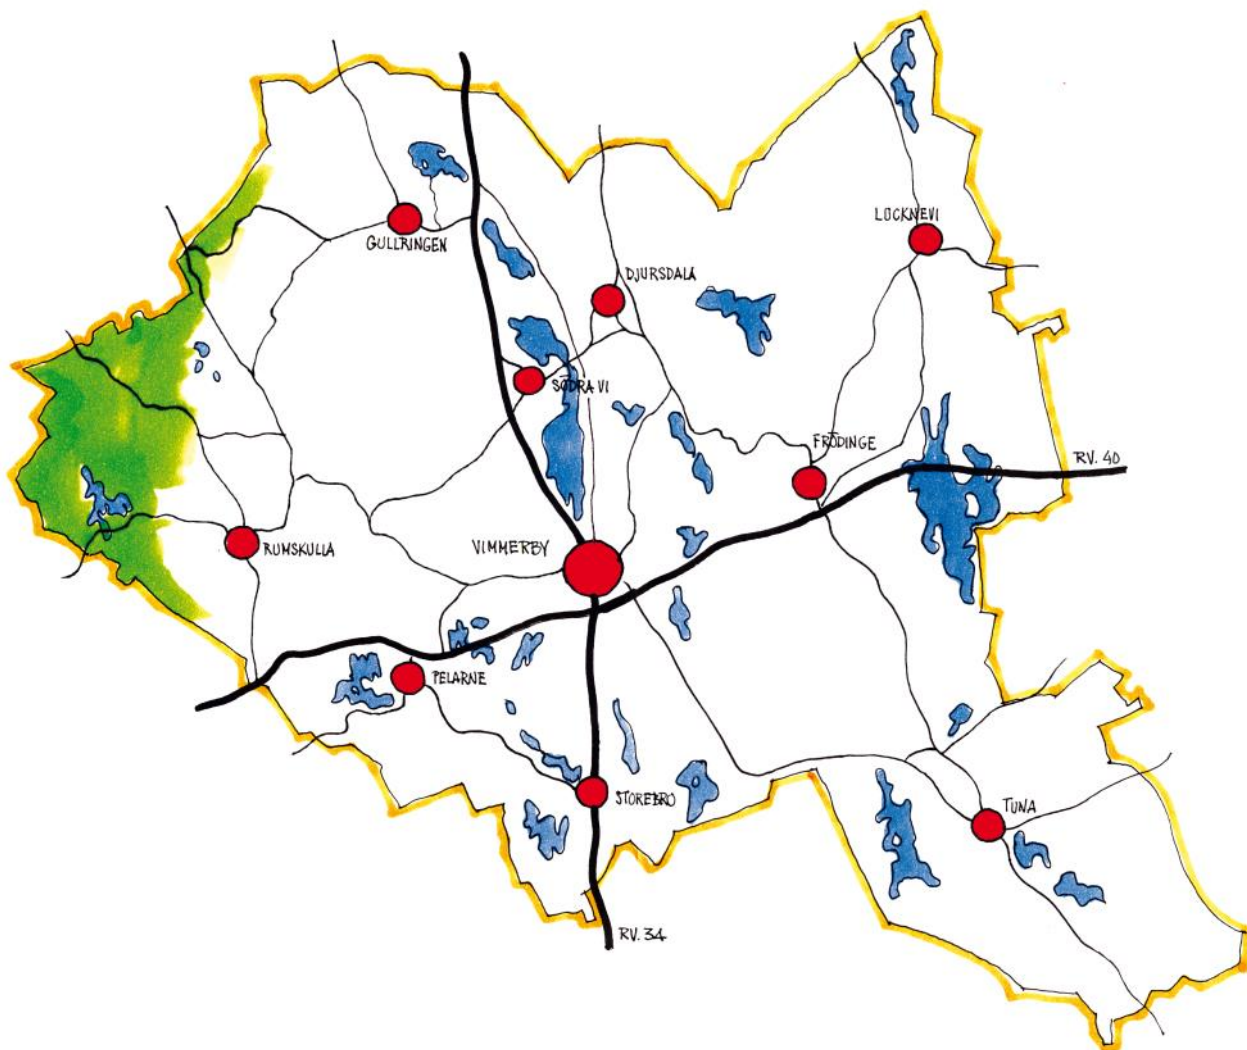 LOCKNEVI
GULLRINGEN
DJURSDALA
SÖDRA VI
FRÖDINGE
RV. 40
VIMMERBY
RUMSKULLA
PELARNE
STOREBRO
TUNA
RV. 34